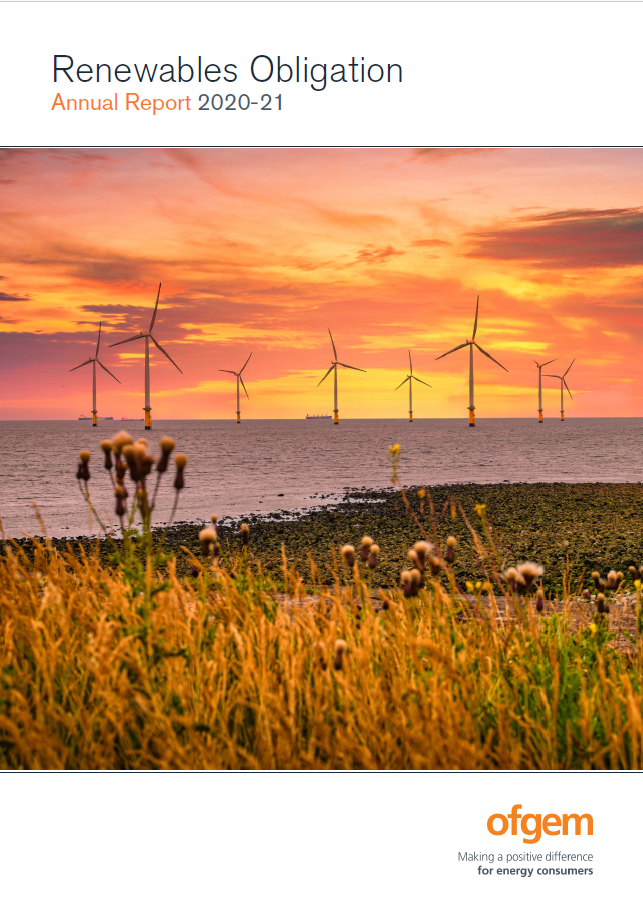 Renewables Obligation
Annual Report 2020-21
ofgem
Making a positive difference
for energy consumers